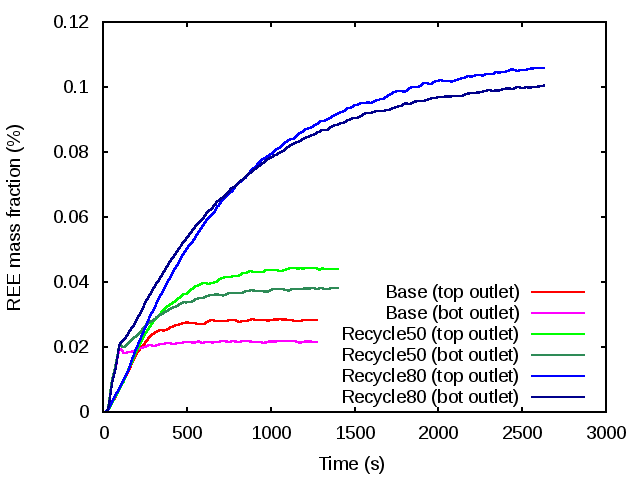 REE mass fraction (%)
0.12
0.1
0.08
0.06
0.04
0.02
0
Base (top outlet)
Base (bot outlet)
Recycle50 (top outlet)
Recycle50 (bot outlet)
Recycle80 (top outlet)
Recycle80 (bot outlet)
0 500 1000 1500 2000 2500 3000
Time (s)